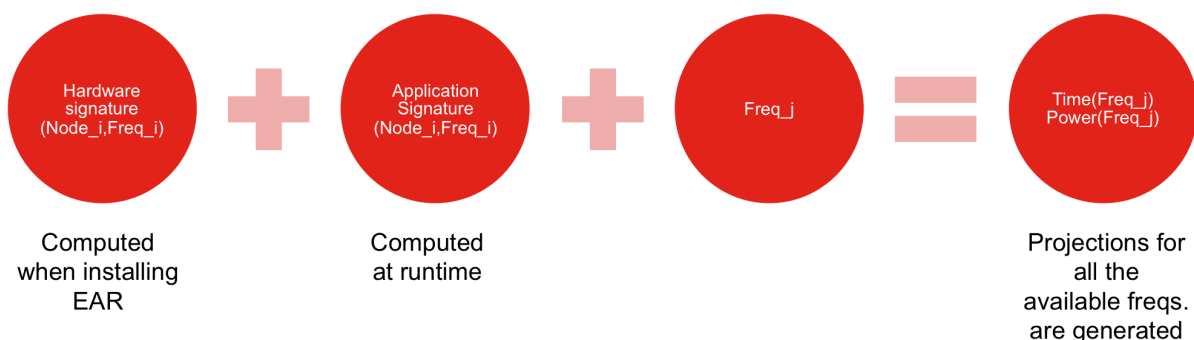 Hardware
signature
(Node_i,Freq_i)
Application
Signature
(Node_i,Freq_i)
Freq_j
Time(Freq_j)
Power(Freq_j)
Computed
when installing
EAR
Computed
at runtime
Projections for
all the
available freqs.
are generated